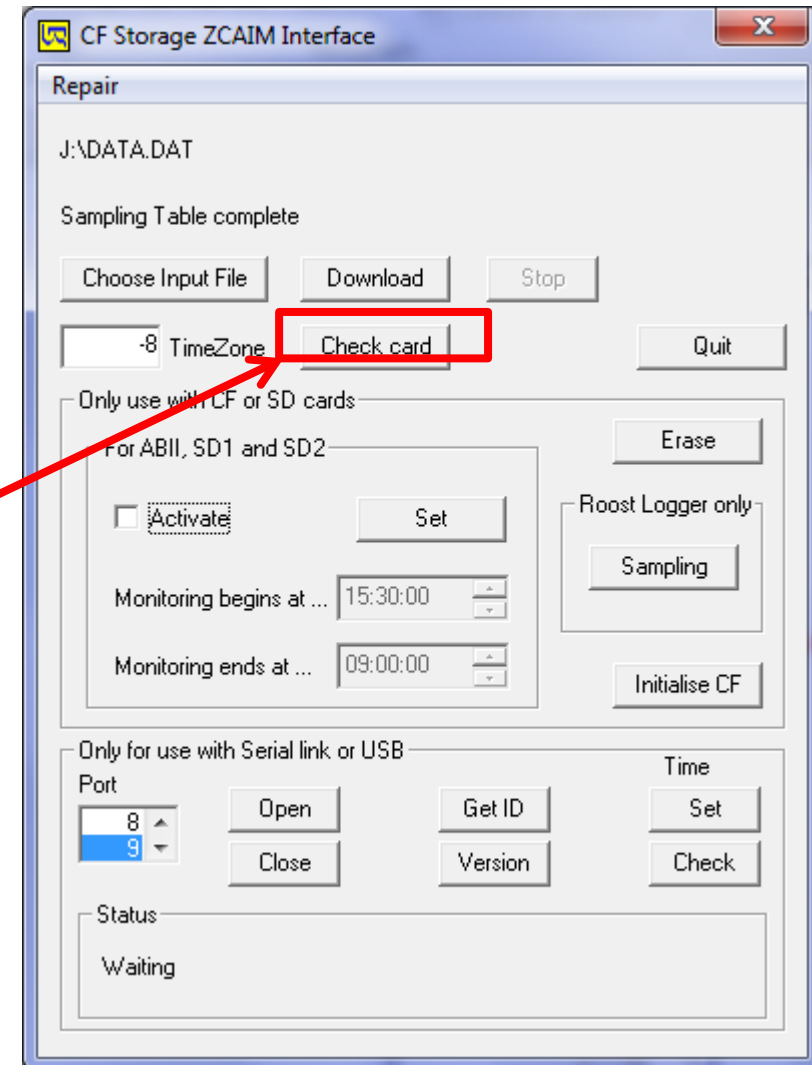 CF Storage ZCAIM Interface
Repair
J:\DATA.DAT
Sampling Table complete
Choose Input File Download Stop
-8 TimeZone Check card Quit
Only use with CF or SD cards
For ABII, SD1 and SD2
Erase
Activate Set
Roost Logger only
Sampling
Monitoring begins at ... 15:30:00
Monitoring ends at ... 09:00:00
Initialise CF
Only for use with Serial link or USB
Port
Time
8 Open Get ID Set
9 Close Version Check
Status
Waiting